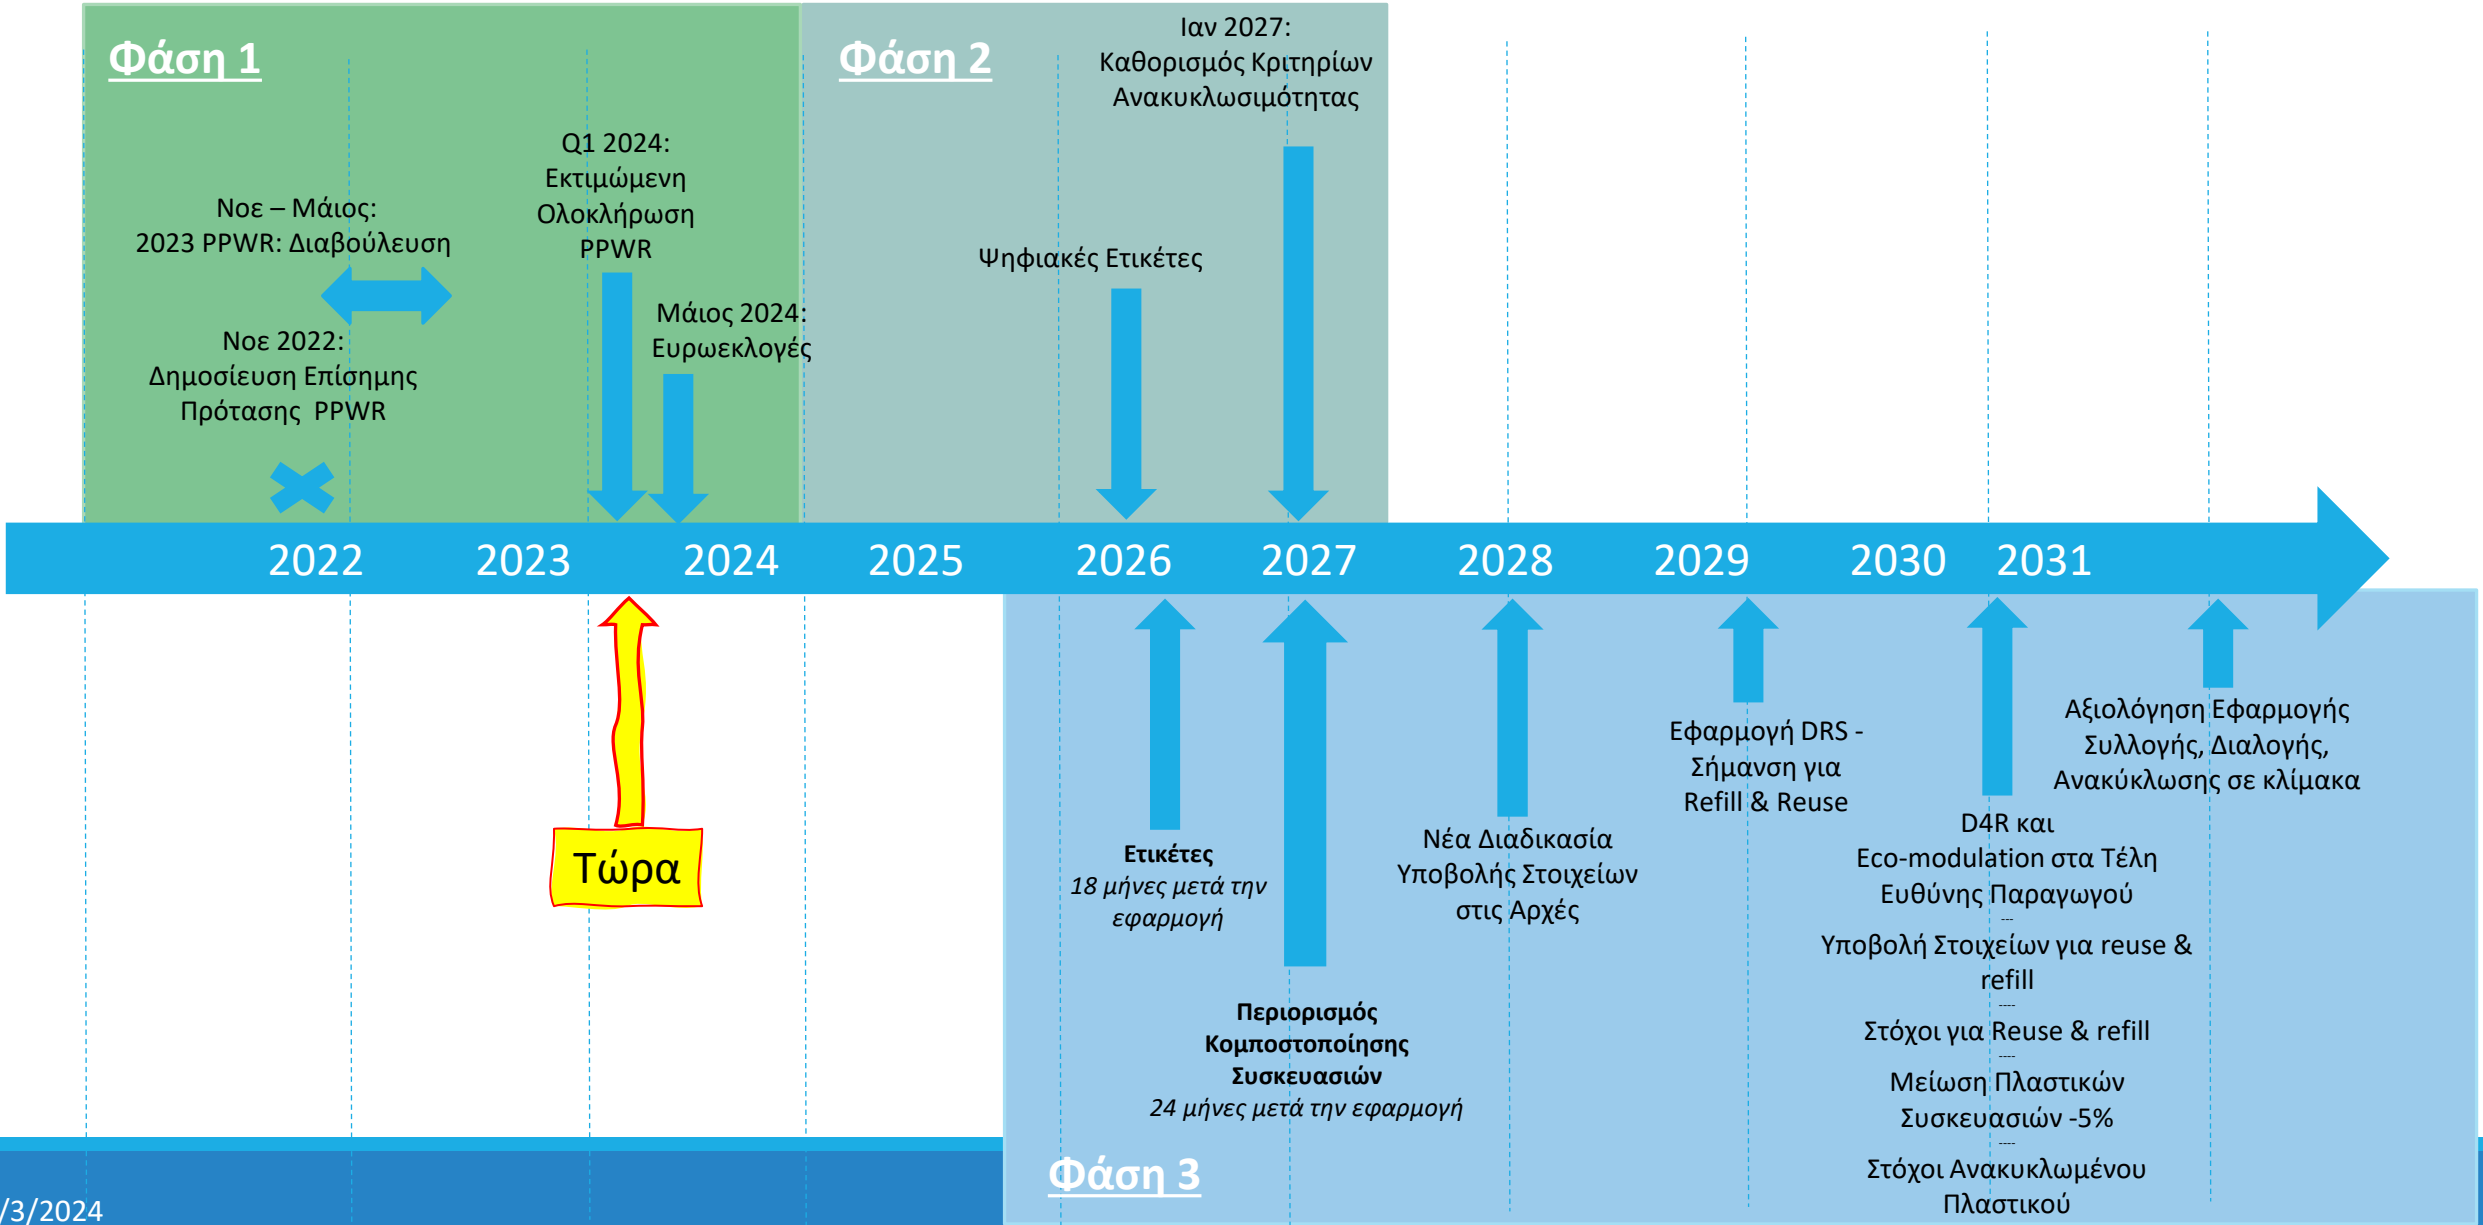 Φάση 1
Φάση 2
Ιαν 2027:
Καθορισμός Κριτηρίων
Ανακυκλωσιμότητας
Q1 2024:
Εκτιμώμενη
Ολοκλήρωση
PPWR
Νοε – Μάιος:
2023 PPWR: Διαβούλευση
Ψηφιακές Ετικέτες
Μάιος 2024:
Ευρωεκλογές
Νοε 2022:
Δημοσίευση Επίσημης
Πρότασης PPWR
2022 2023 2024 2025 2026 2027 2028 2029 2030 2031
Τώρα
Ετικέτες
18 μήνες μετά την
εφαρμογή
Περιορισμός
Κομποστοποίησης
Συσκευασιών
24 μήνες μετά την εφαρμογή
Νέα Διαδικασία
Υποβολής Στοιχείων
στις Αρχές
Εφαρμογή DRS -
Σήμανση για
Refill & Reuse
D4R και
Eco-modulation στα Τέλη
Ευθύνης Παραγωγού
---
Υποβολή Στοιχείων για reuse &
refill
----
Στόχοι για Reuse & refill
----
Μείωση Πλαστικών
Συσκευασιών -5%
----
Στόχοι Ανακυκλωμένου
Πλαστικού
Αξιολόγηση Εφαρμογής
Συλλογής, Διαλογής,
Ανακύκλωσης σε κλίμακα
Φάση 3
/3/2024